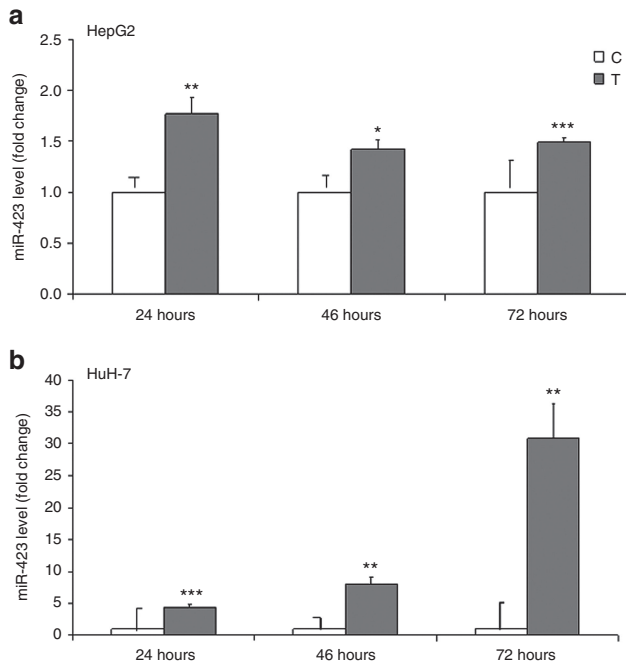 a
HepG2
2.5
2.0
1.5
1.0
0.5
0.0
miR-423 level (fold change)
**
*
***
C
T
24 hours
46 hours
72 hours
b
HuH-7
40
35
30
25
20
15
10
5
0
miR-423 level (fold change)
***
**
**
24 hours
46 hours
72 hours